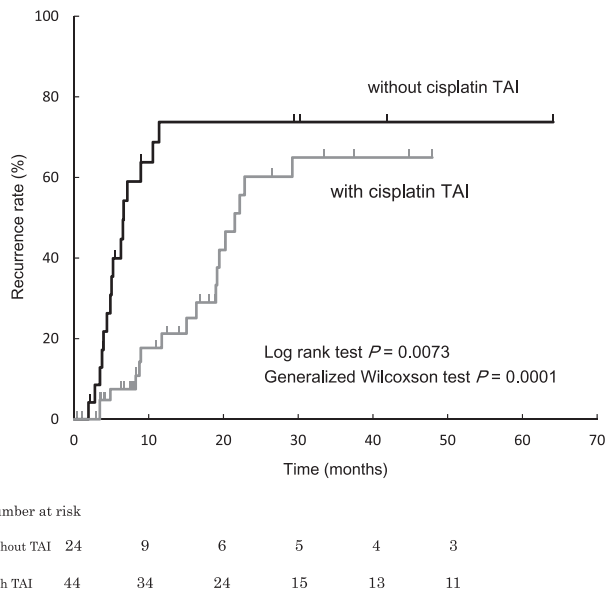 100
80
60
40
20
0
Recurrence rate (%)
without cisplatin TAI
with cisplatin TAI
Log rank test P = 0.0073
Generalized Wilcoxson test P = 0.0001
0 10 20 30 40 50 60 70
Time (months)
umber at risk
hout TAI 24 9 6 5 4 3
h TAI 44 34 24 15 13 11